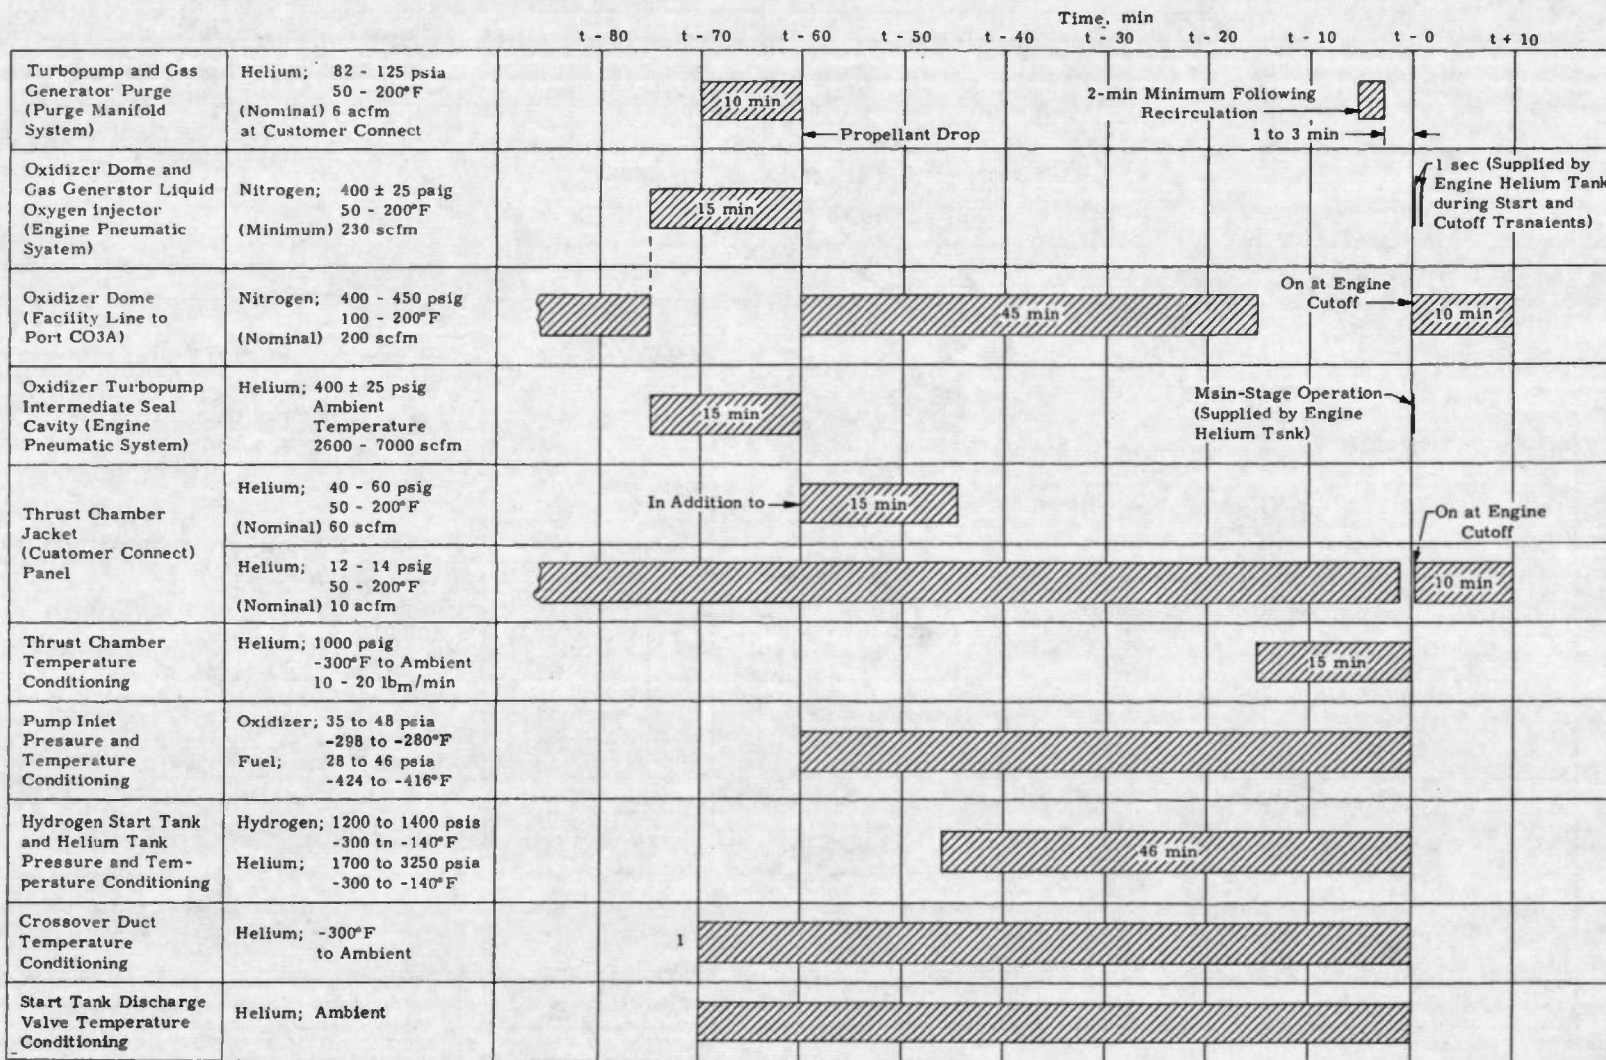 Time, min
t - 80 t - 70 t - 60 t - 50 t - 40 t - 30 t - 20 t - 10 t - 0 t + 10
Turbopump and Gas
Generator Purge
(Purge Manifold
System)
Helium; 82 - 125 psia
50 - 200°F
(Nominal) 6 acfm
at Customer Connect
10 min
Propellant Drop
2-min Minimum Following
Recirculation
1 to 3 min
Oxidizer Dome and
Gas Generator Liquid
Oxygen injector
(Engine Pneumatic
Syatem)
Nitrogen; 400 ± 25 paig
50 - 200°F
(Minimum) 230 scfm
15 min
1 sec (Supplied by
Engine Helium Tank
during Start and
Cutoff Trsnaients)
Oxidizer Dome
(Facility Line to
Port CO3A)
Nitrogen; 400 - 450 psig
100 - 200°F
(Nominal) 200 scfm
45 min
On at Engine
Cutoff
10 min
Oxidizer Turbopump
Intermediate Seal
Cavity (Engine
Pneumatic System)
Helium; 400 ± 25 psig
Ambient
Temperature
2600 - 7000 scfm
15 min
Msin-Stage Operation
(Supplied by Engine
Helium Tsnk)
Thrust Chamber
Jacket
(Cuatomer Connect)
Panel
Helium; 40 - 60 psig
50 - 200°F
(Nominal) 60 scfm
In Addition to
15 min
Helium; 12 - 14 psig
50 - 200°F
(Nominal) 10 acfm
On at Engine
Cutoff
10 min
Thrust Chamber
Temperature
Conditioning
Helium; 1000 psig
-300°F to Ambient
10 - 20 lbm/min
15 min
Pump Inlet
Presaure and
Temperature
Conditioning
Oxidizer; 35 to 48 psia
-298 to -280°F
Fuel; 28 to 46 psia
-424 to -416°F
Hydrogen Start Tank
and Helium Tank
Pressure and Tem-
persture Conditioning
Hydrogen; 1200 to 1400 psis
-300 tn -140°F
Helium; 1700 to 3250 psia
-300 to -140°F
46 min
Crossover Duct
Temperature
Conditioning
Helium; -300°F
to Ambient
1
Start Tank Discharge
Vslve Temperature
Conditioning
Helium; Ambient